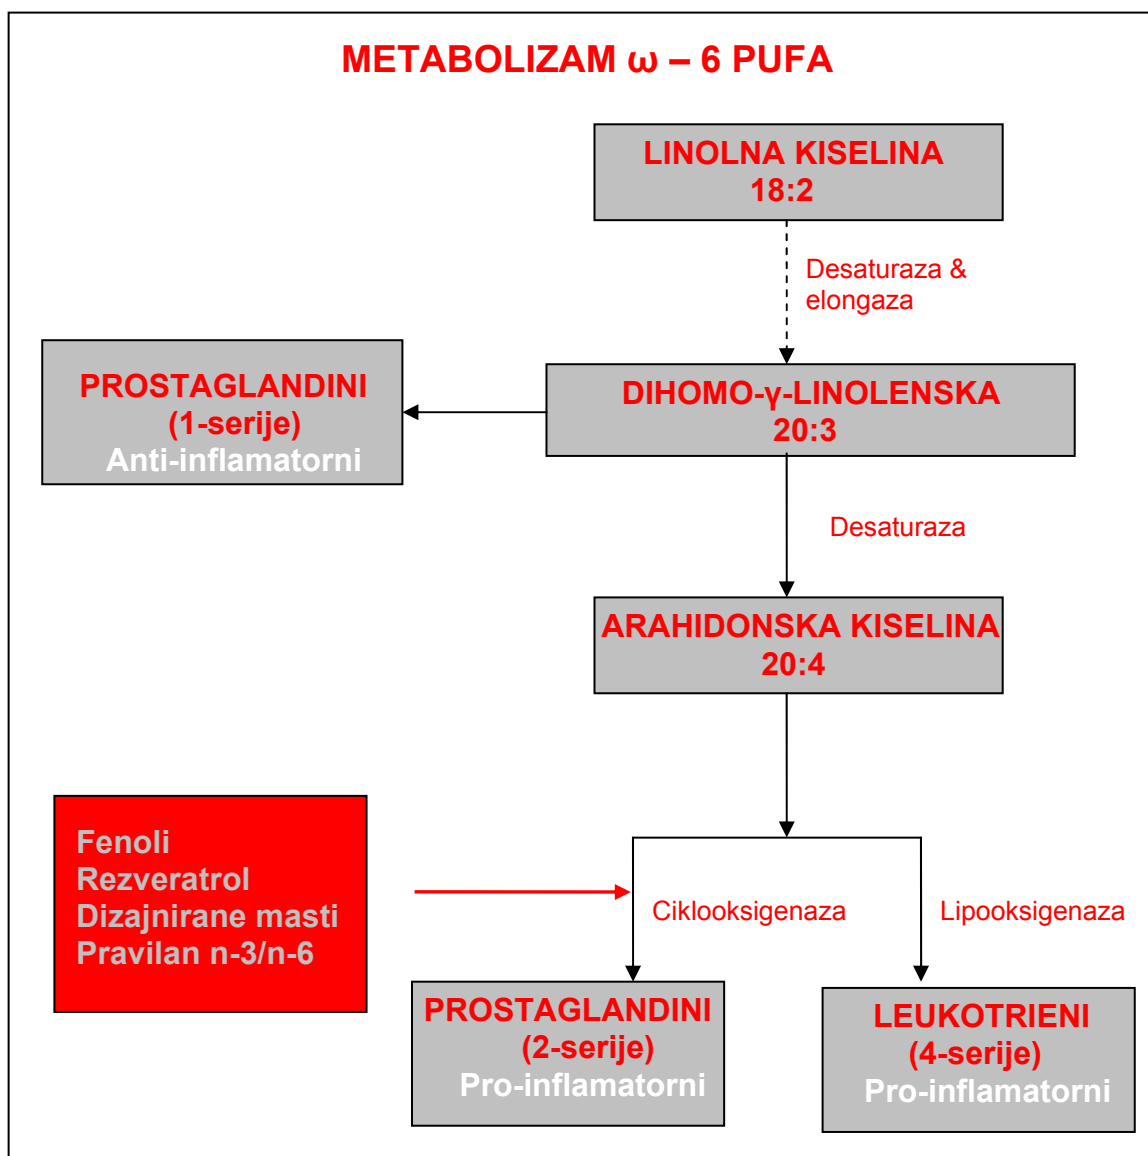 METABOLIZAM ω – 6 PUFA
LINOLNA KISELINA
18:2
Desaturaza &
elongaza
PROSTAGLANDINI
(1-serije)
Anti-inflamatorni
DIHOMO-γ-LINOLENSKA
20:3
Desaturaza
ARAHIDONSKA KISELINA
20:4
Fenoli
Rezveratrol
Dizajnirane masti
Pravilan n-3/n-6
Ciklooksigenaza
Lipooksigenaza
PROSTAGLANDINI
(2-serije)
Pro-inflamatorni
LEUKOTRIENI
(4-serije)
Pro-inflamatorni